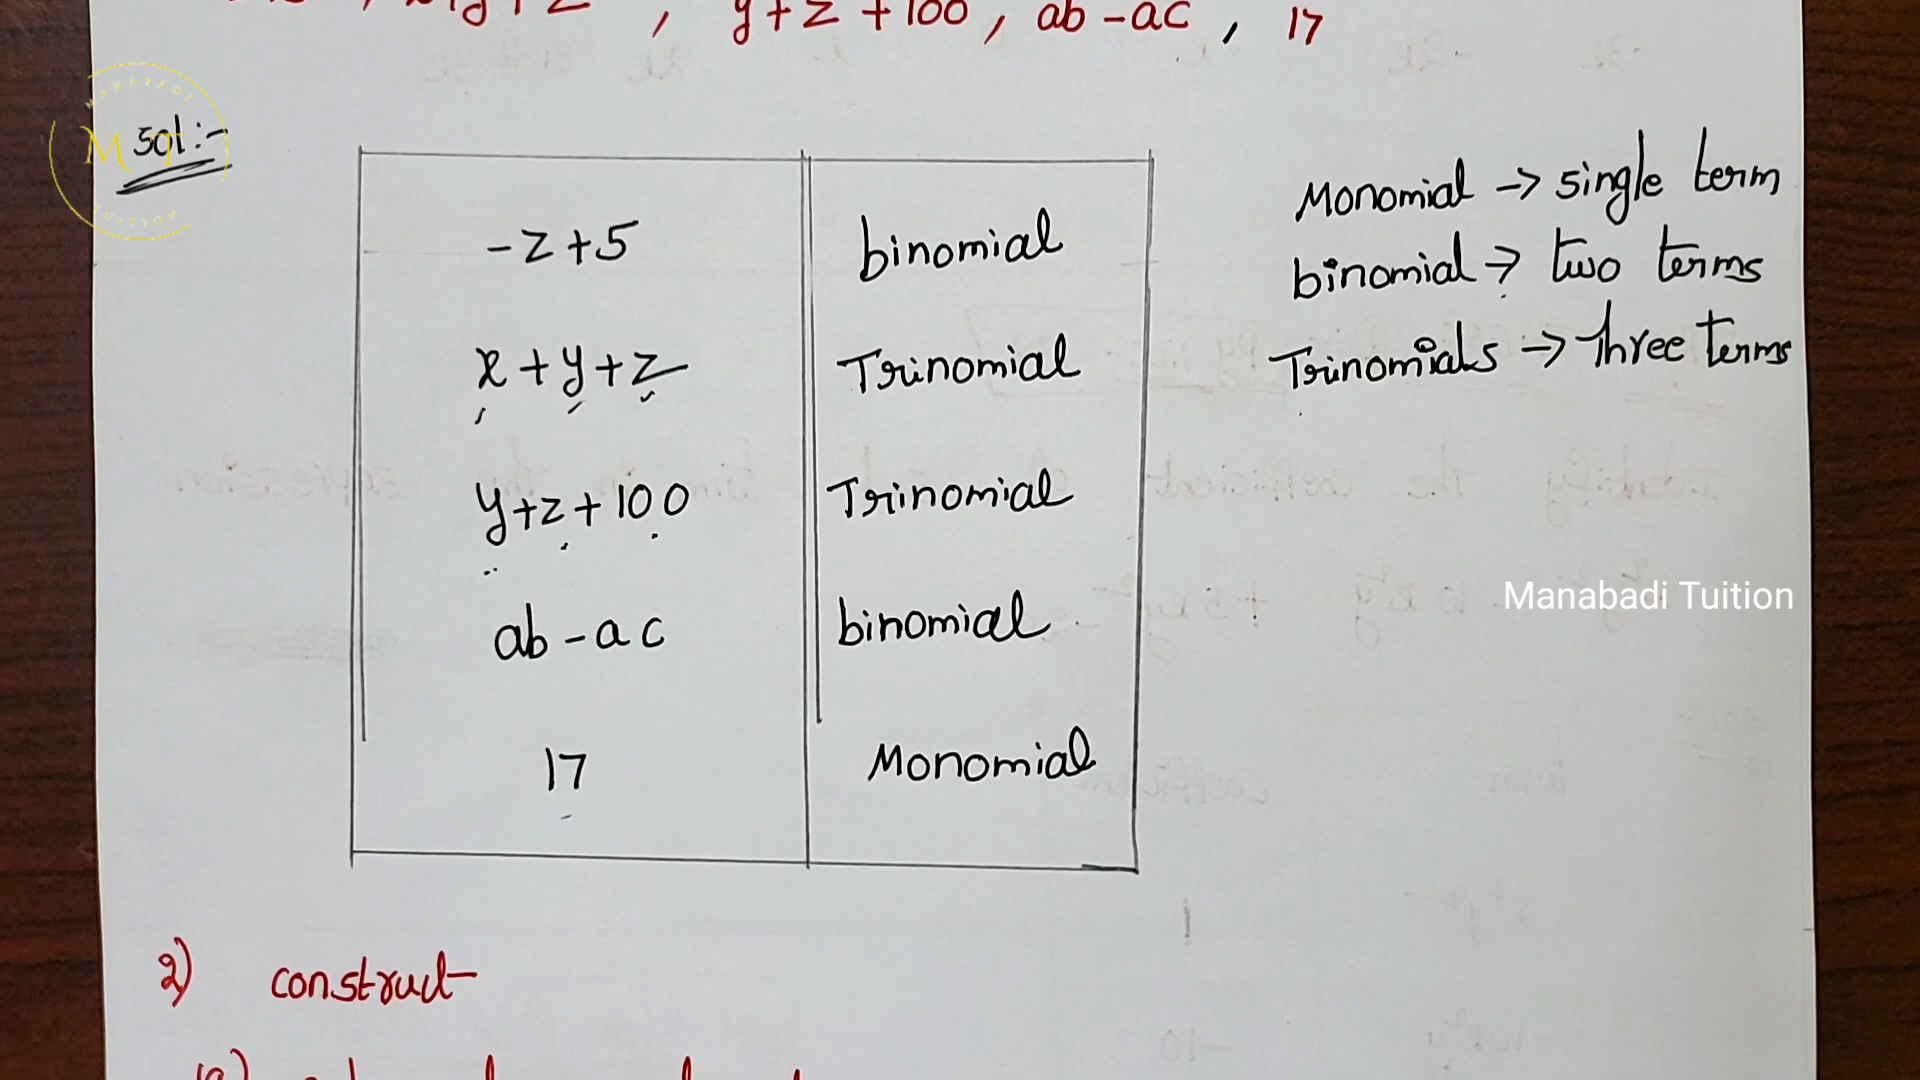 y+z+100, ab-ac, 17
Sol:-
-z+5 binomial
x+y+z Trinomial
y+z+100 Trinomial
ab-ac binomial
17 Monomial
Monomial → single term
binomial → two terms
Trinomials → three terms
Manabadi Tuition
2) construct